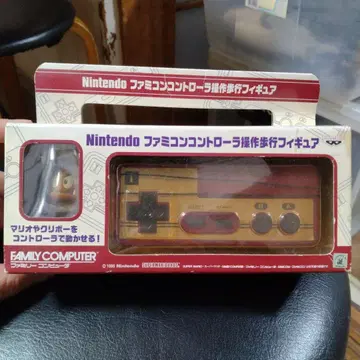 Nintendo ファミコンコントローラ操作歩行フィギュア
Nintendo ファミコンコントローラ操作歩行フィギュア
マリオやクリボーを
コントローラで動かせる!
FAMILY COMPUTER
ファミリー コンピュータ